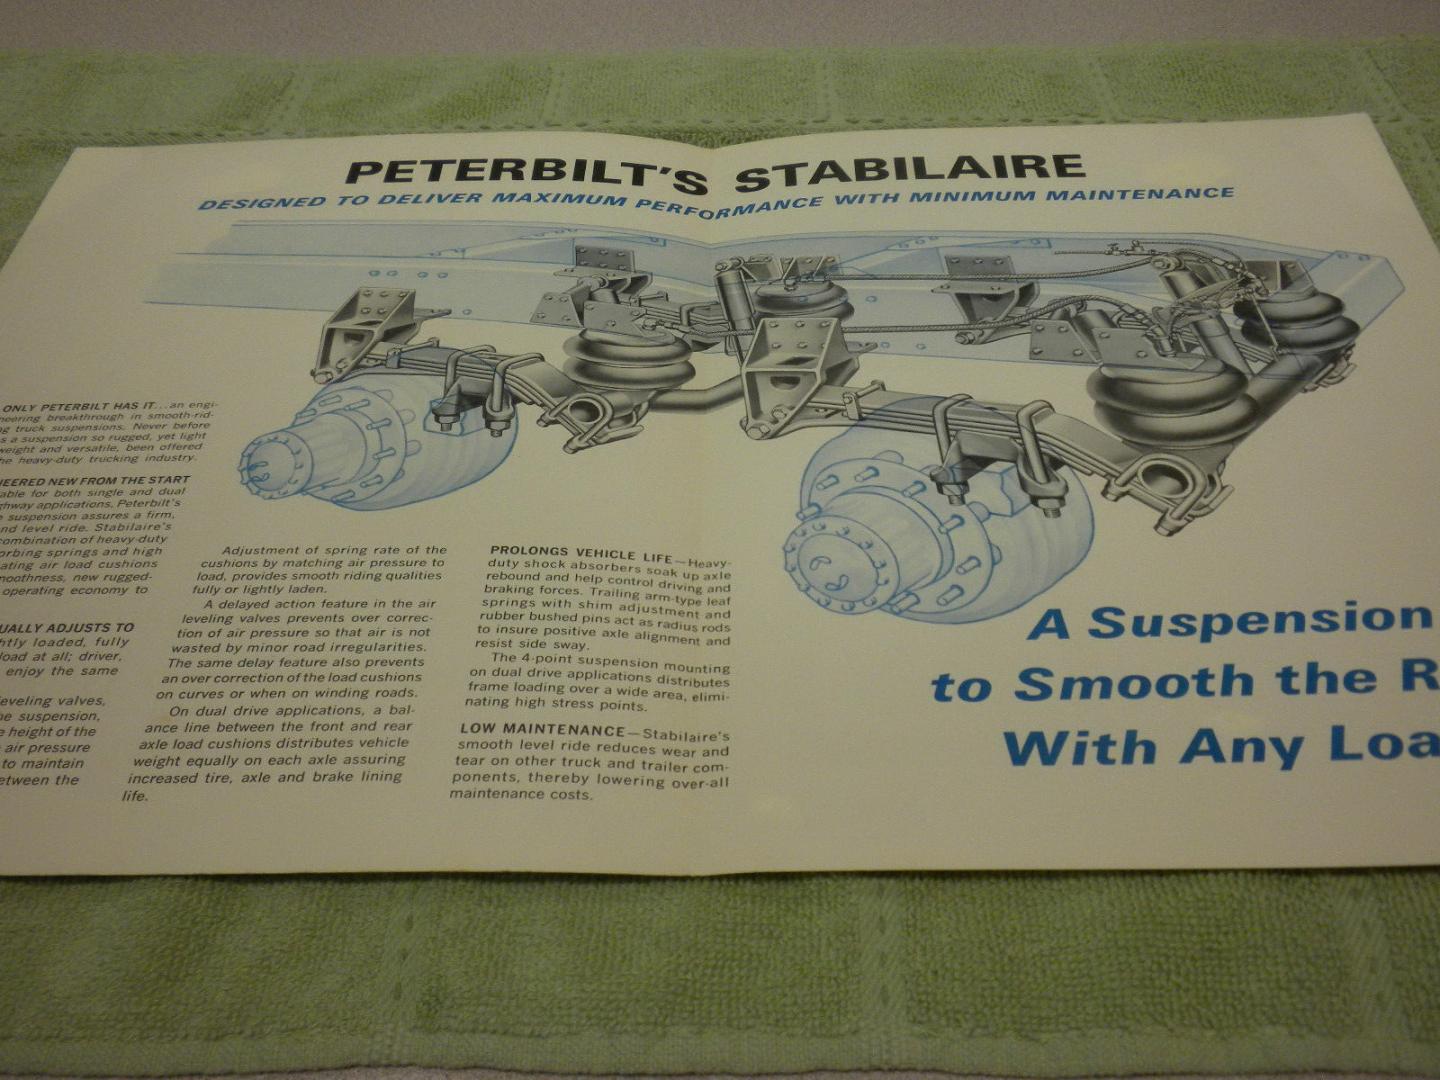 PETERBILT'S STABILAIRE
DESIGNED TO DELIVER MAXIMUM PERFORMANCE WITH MINIMUM MAINTENANCE
ONLY PETERBILT HAS IT...an engi-
neering breakthrough in smooth-rid-
truck suspensions. Never before
s a suspension so rugged, yet light
weight and versatile, been offered
he heavy-duty trucking industry.
NEERED NEW FROM THE START
able for both single and dual
ghway applications, Peterbilt's
suspension assures a firm,
nd level ride. Stabilaire's
combination of heavy-duty
orbing springs and high
ating air load cushions
moothness, new rugged-
operating economy to
UALLY ADJUSTS TO
htly loaded, fully
load at all; driver,
enjoy the same
leveling valves,
he suspension,
height of the
air pressure
to maintain
etween the
Adjustment of spring rate of the
cushions by matching air pressure to
load, provides smooth riding qualities
fully or lightly laden.
A delayed action feature in the air
leveling valves prevents over correc-
tion of air pressure so that air is not
wasted by minor road irregularities.
The same delay feature also prevents
an over correction of the load cushions
on curves or when on winding roads.
On dual drive applications, a bal-
ance line between the front and rear
axle load cushions distributes vehicle
weight equally on each axle assuring
increased tire, axle and brake lining
life.
PROLONGS VEHICLE LIFE—Heavy-
duty shock absorbers soak up axle
rebound and help control driving and
braking forces. Trailing arm-type leaf
springs with shim adjustment and
rubber bushed pins act as radius rods
to insure positive axle alignment and
resist side sway.
The 4-point suspension mounting
on dual drive applications distributes
frame loading over a wide area, elimi-
nating high stress points.
LOW MAINTENANCE—Stabilaire's
smooth level ride reduces wear and
tear on other truck and trailer com-
ponents, thereby lowering over-all
maintenance costs.
A Suspension
to Smooth the R
With Any Loa